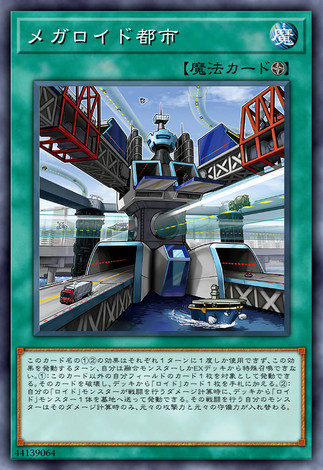 メガロイド都市
魔
【魔法カード】
このカード名の①②の効果はそれぞれ1ターンに1度しか使用できず、この効
果を発動するターン、自分は融合モンスターしかEXデッキから特殊召喚できな
い。①:このカード以外の自分フィールドのカード1枚を対象として発動でき
る。そのカードを破壊し、デッキから「ロイド」カード1枚を手札に加える。②:
自分の「ロイド」モンスターが戦闘を行うダメージ計算時に、デッキから「ロイ
ド」モンスター1体を墓地へ送って発動できる。その戦闘を行う自分のモンス
ターはそのダメージ計算時のみ、元々の攻撃力と元々の守備力が入れ替わる。
44139064